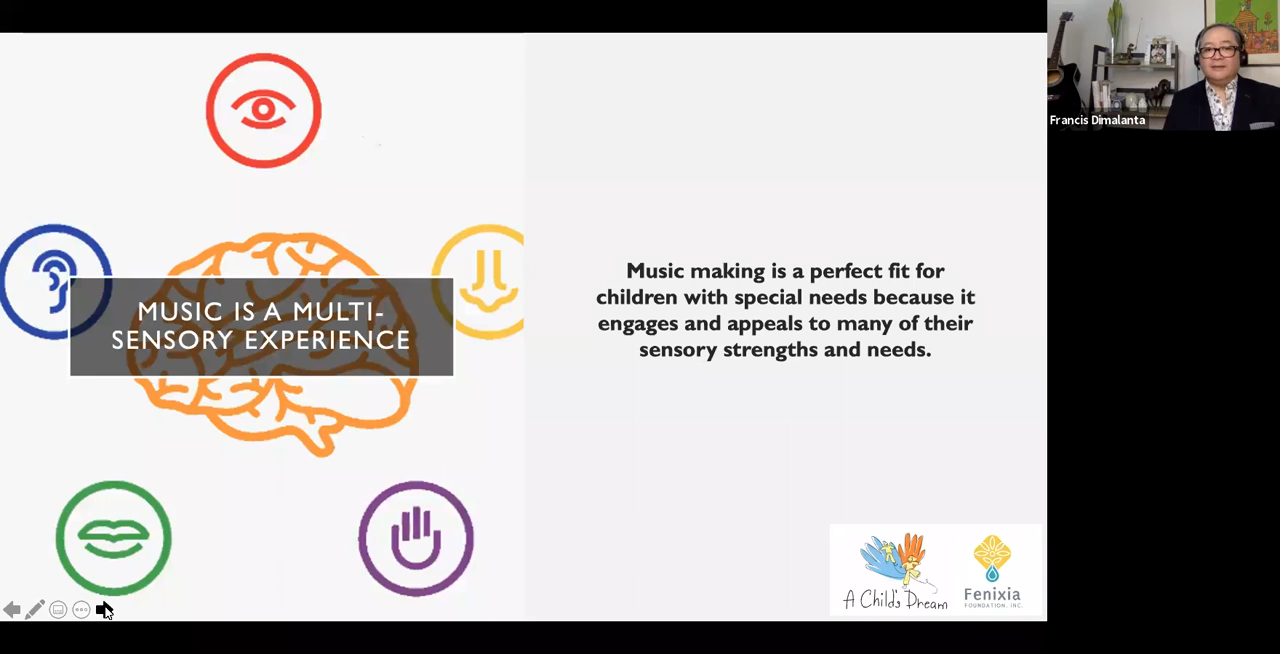 Francis Dimalanta
MUSIC IS A MULTI-
SENSORY EXPERIENCE
Music making is a perfect fit for
children with special needs because it
engages and appeals to many of their
sensory strengths and needs.
A Child's Dream
Fenixia
FOUNDATION, INC.